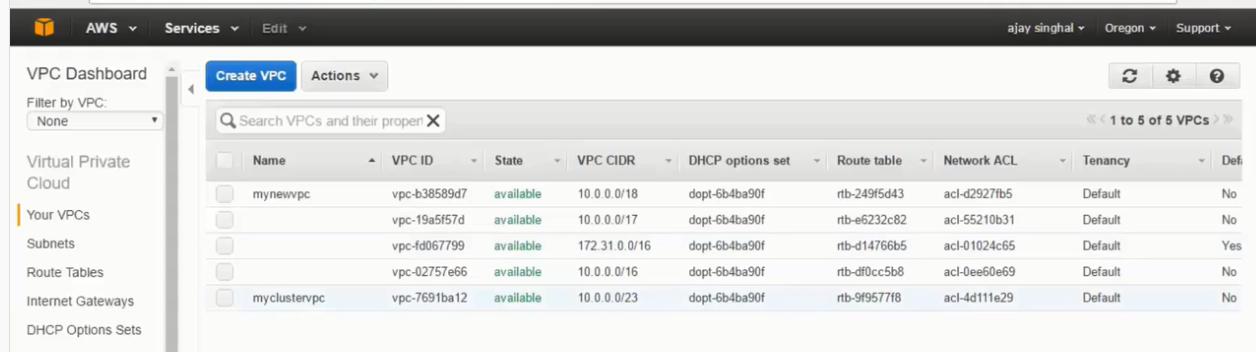 AWS Services Edit ajay singhal Oregon Support
VPC Dashboard
Filter by VPC:
None
Virtual Private
Cloud
Your VPCs
Subnets
Route Tables
Internet Gateways
DHCP Options Sets
Create VPC Actions
Search VPCs and their propert 1 to 5 of 5 VPCs
Name VPC ID State VPC CIDR DHCP options set Route table Network ACL Tenancy Def
mynewvpc vpc-b38589d7 available 10.0.0.0/18 dopt-6b4ba90f rtb-249f5d43 acl-d2927fb5 Default No
vpc-19a5f57d available 10.0.0.0/17 dopt-6b4ba90f rtb-e6232c82 acl-55210b31 Default No
vpc-fd067799 available 172.31.0.0/16 dopt-6b4ba90f rtb-d14766b5 acl-01024c65 Default Yes
vpc-02757e66 available 10.0.0.0/16 dopt-6b4ba90f rtb-df0cc5b8 acl-0ee60e69 Default No
myclustervpc vpc-7691ba12 available 10.0.0.0/23 dopt-6b4ba90f rtb-9f9577f8 acl-4d111e29 Default No